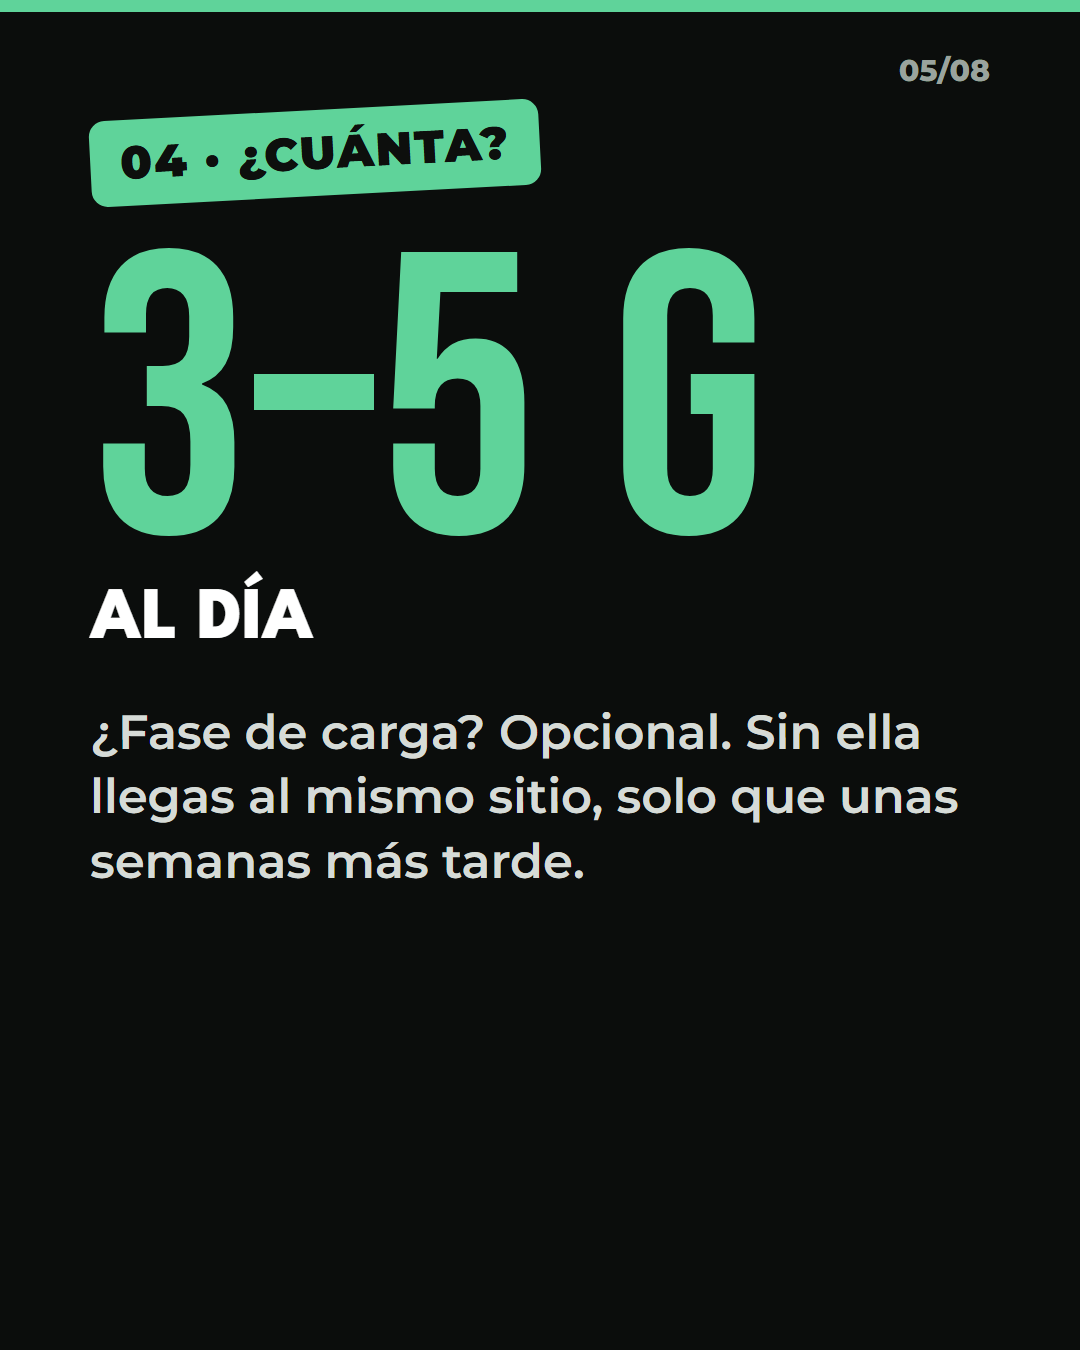 05/08
04 · ¿CUÁNTA?
3–5 G
AL DÍA
¿Fase de carga? Opcional. Sin ella
llegas al mismo sitio, solo que unas
semanas más tarde.